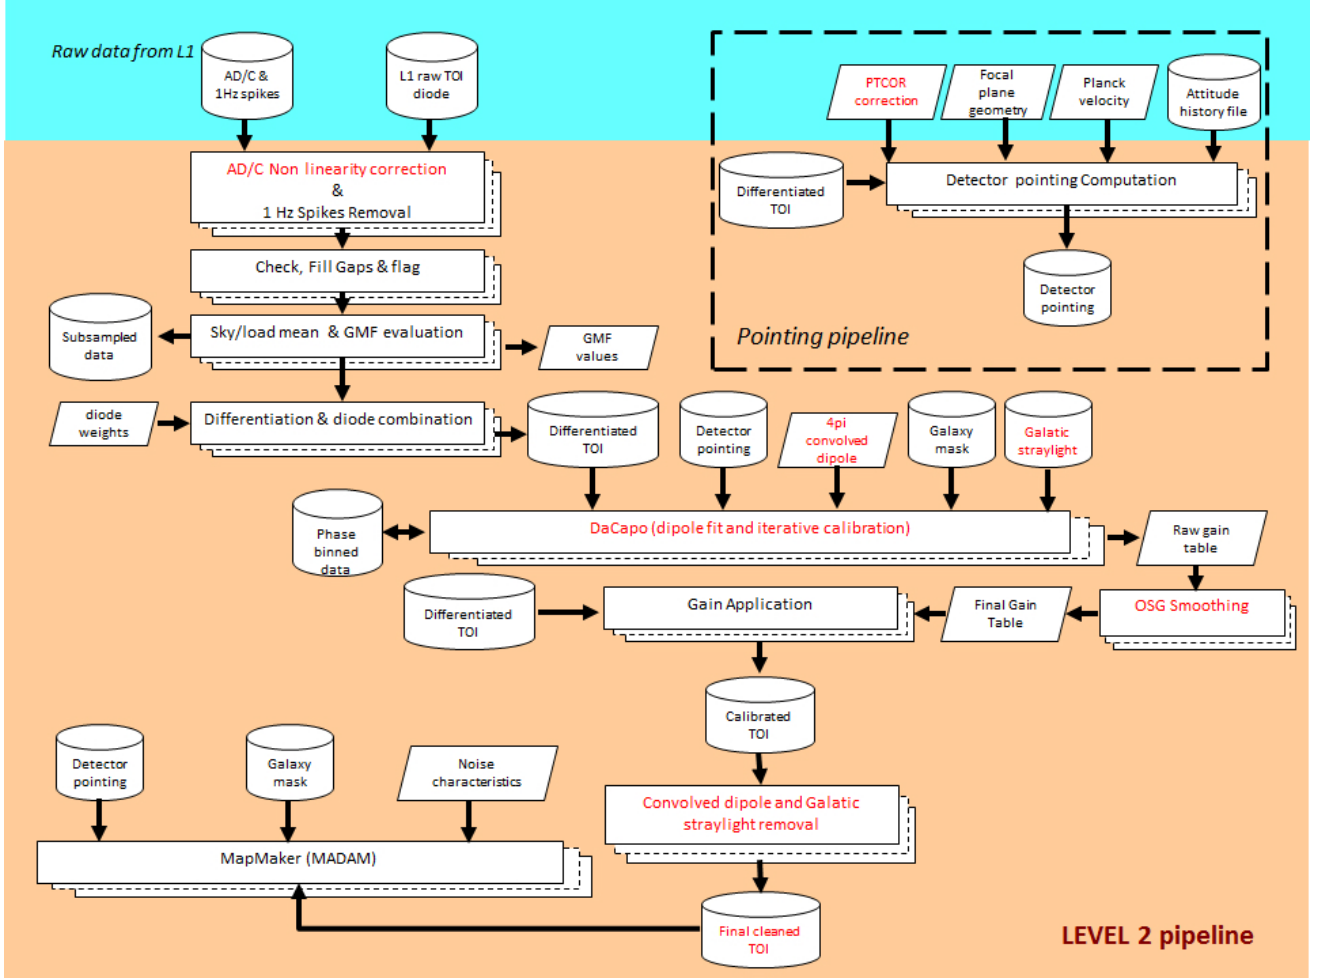 Raw data from L1
AD/C &
1Hz spikes
L1 raw TOI
diode
PTCOR
correction
Focal
plane
geometry
Planck
velocity
Attitude
history file
AD/C Non linearity correction
&
1 Hz Spikes Removal
Differentiated
TOI
Detector pointing Computation
Check, Fill Gaps & flag
Detector
pointing
Pointing pipeline
Subsampled
data
Sky/load mean & GMF evaluation
GMF
values
diode
weights
Differentiation & diode combination
Differentiated
TOI
Detector
pointing
4pi
convolved
dipole
Galaxy
mask
Galatic
straylight
Phase
binned
data
DaCapo (dipole fit and iterative calibration)
Raw gain
table
Differentiated
TOI
Gain Application
Final Gain
Table
OSG Smoothing
Calibrated
TOI
Detector
pointing
Galaxy
mask
Noise
characteristics
Convolved dipole and Galatic
straylight removal
MapMaker (MADAM)
Final cleaned
TOI
LEVEL 2 pipeline